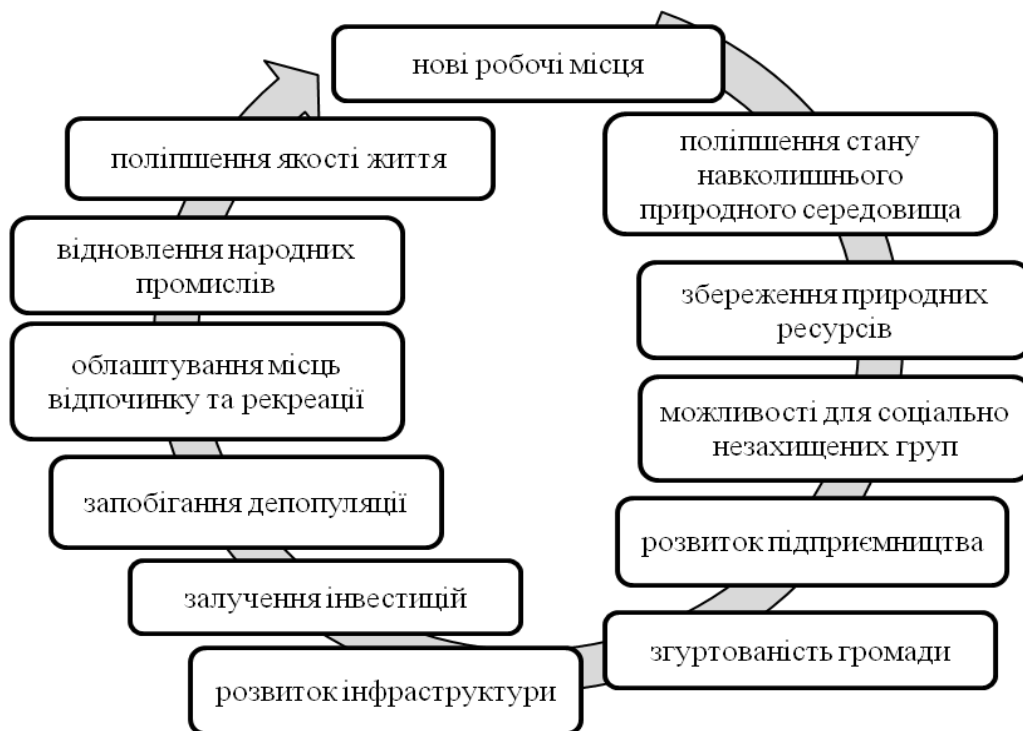 нові робочі місця
поліпшення стану
навколишнього
природного середовища
збереження природних
ресурсів
можливості для соціально
незахищених груп
розвиток підприємництва
згуртованість громади
розвиток інфраструктури
залучення інвестицій
запобігання депопуляції
облаштування місць
відпочинку та рекреації
відновлення народних
промислів
поліпшення якості життя